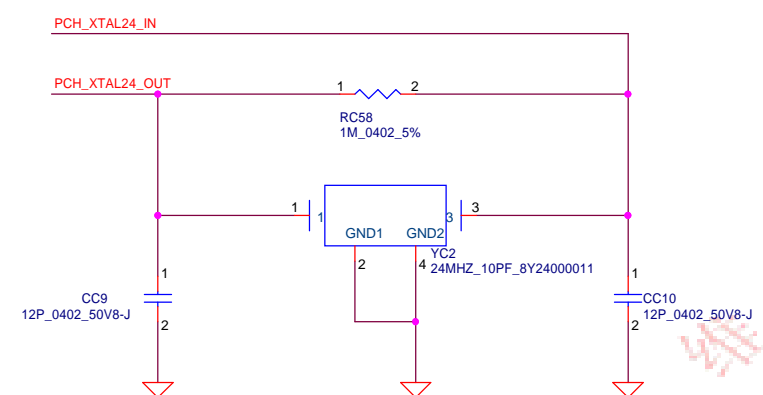 PCH_XTAL24_IN
PCH_XTAL24_OUT
1 2
RC58
1M_0402_5%
1 1 3 3
GND1 GND2
YC2
2 4 24MHZ_10PF_8Y24000011
1 1
CC9 CC10
12P_0402_50V8-J 12P_0402_50V8-J
2 2